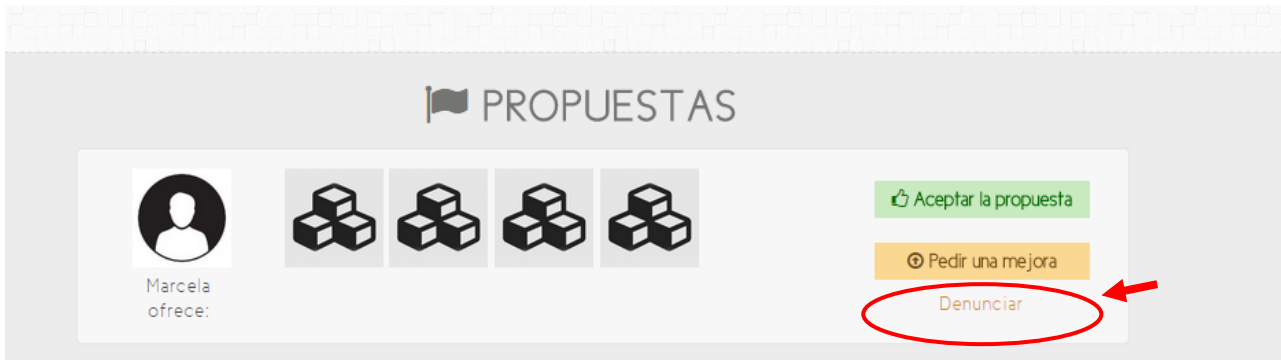 PROPUESTAS
Marcela
ofrece:
Aceptar la propuesta
Pedir una mejora
Denunciar